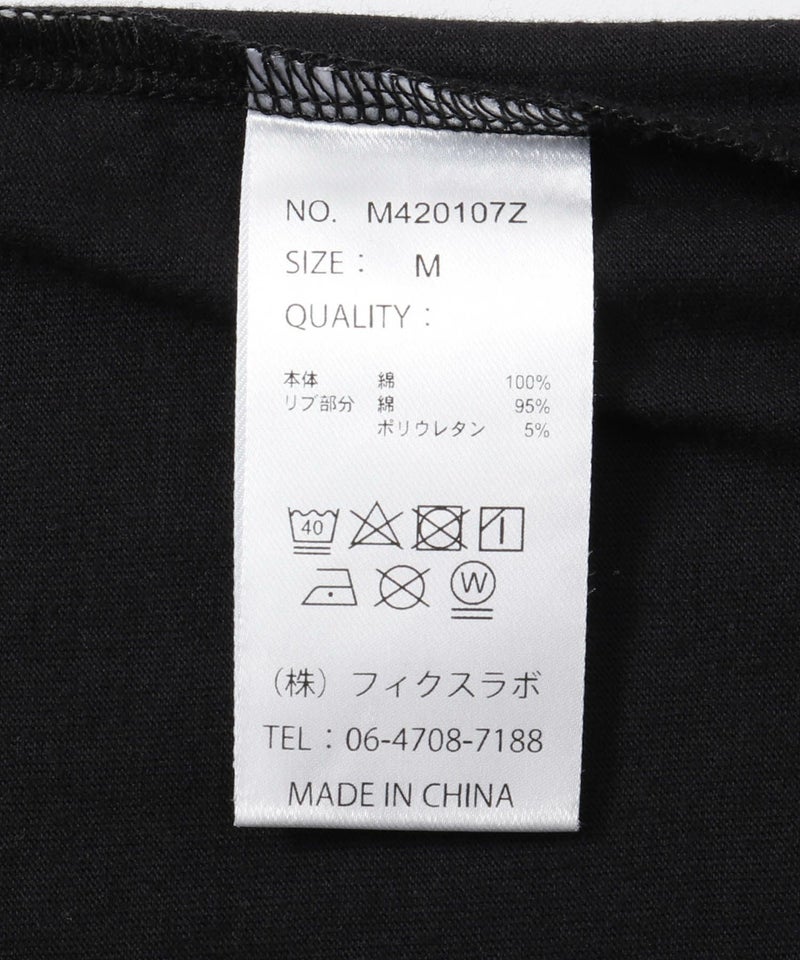 NO. M420107Z
SIZE： M
QUALITY：
本体 綿 100%
リブ部分 綿 95%
ポリウレタン 5%
40
W
（株）フィクスラボ
TEL：06-4708-7188
MADE IN CHINA